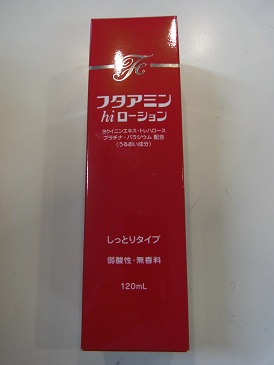 Fc
フタアミン
hiローション
ヨクイニンエキス・トレハロース
プラチナ・パラジウム 配合
(うるおい成分)
しっとりタイプ
弱酸性・無香料
120mL